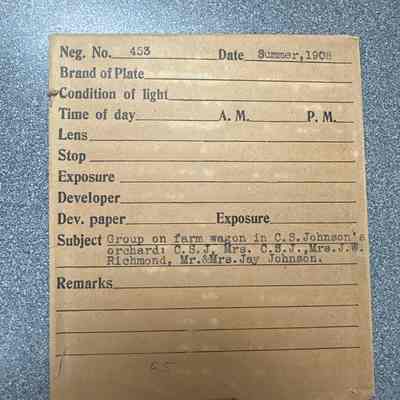 Neg. No. 453 Date Summer,1908
Brand of Plate
Condition of light
Time of day A. M. P. M.
Lens
Stop
Exposure
Developer
Dev. paper Exposure
Subject Group on farm wagon in C.S.Johnson's
orchard: C.S.J, Mrs. C.S.J.,Mrs.J.W.
Richmond, Mr.&Mrs.Jay Johnson.
Remarks